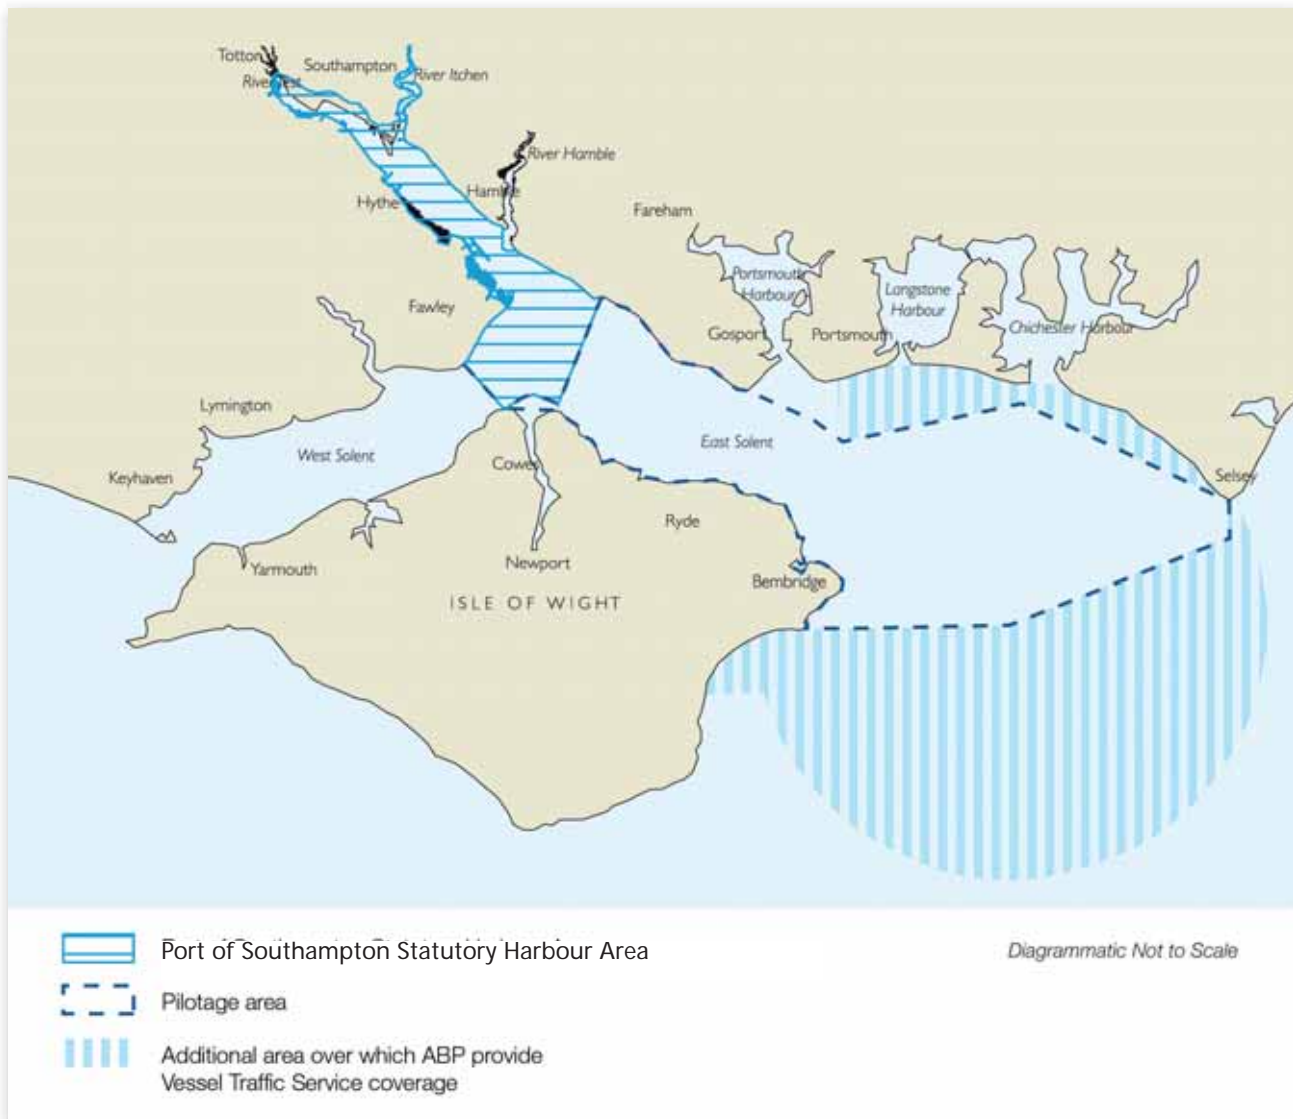 Totton
Southampton
River Itchen
River Test
River Hamble
Hamble
Hythe
Fareham
Portsmouth
Harbour
Langstone
Harbour
Fawley
Gosport
Portsmouth
Chichester Harbour
Lymington
West Solent
East Solent
Keyhaven
Cowes
Selsey
Ryde
Yarmouth
Newport
Bembridge
ISLE OF WIGHT
Port of Southampton Statutory Harbour Area
Diagrammatic Not to Scale
Pilotage area
Additional area over which ABP provide
Vessel Traffic Service coverage